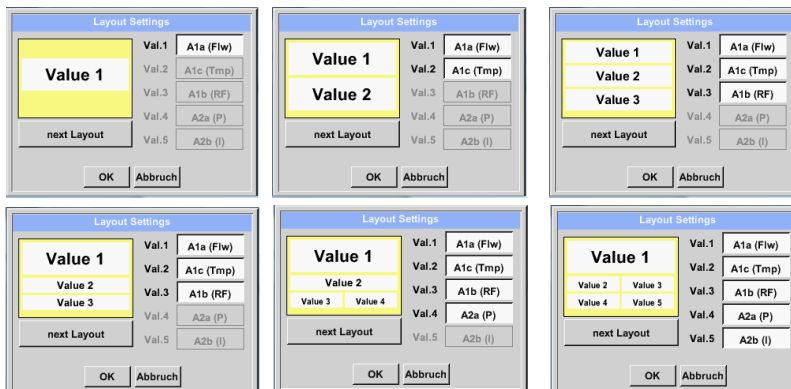 Layout Settings
Value 1
next Layout
Val.1 A1a (Flw)
Val.2 A1c (Tmp)
Val.3 A1b (RF)
Val.4 A2a (P)
Val.5 A2b (I)
OK Abbruch
Layout Settings
Value 1
Value 2
next Layout
Val.1 A1a (Flw)
Val.2 A1c (Tmp)
Val.3 A1b (RF)
Val.4 A2a (P)
Val.5 A2b (I)
OK Abbruch
Layout Settings
Value 1
Value 2
Value 3
next Layout
Val.1 A1a (Flw)
Val.2 A1c (Tmp)
Val.3 A1b (RF)
Val.4 A2a (P)
Val.5 A2b (I)
OK Abbruch
Layout Settings
Value 1
Value 2
Value 3
next Layout
Val.1 A1a (Flw)
Val.2 A1c (Tmp)
Val.3 A1b (RF)
Val.4 A2a (P)
Val.5 A2b (I)
OK Abbruch
Layout Settings
Value 1
Value 2
Value 3 Value 4
next Layout
Val.1 A1a (Flw)
Val.2 A1c (Tmp)
Val.3 A1b (RF)
Val.4 A2a (P)
Val.5 A2b (I)
OK Abbruch
Layout Settings
Value 1
Value 2 Value 3
Value 4 Value 5
next Layout
Val.1 A1a (Flw)
Val.2 A1c (Tmp)
Val.3 A1b (RF)
Val.4 A2a (P)
Val.5 A2b (I)
OK Abbruch